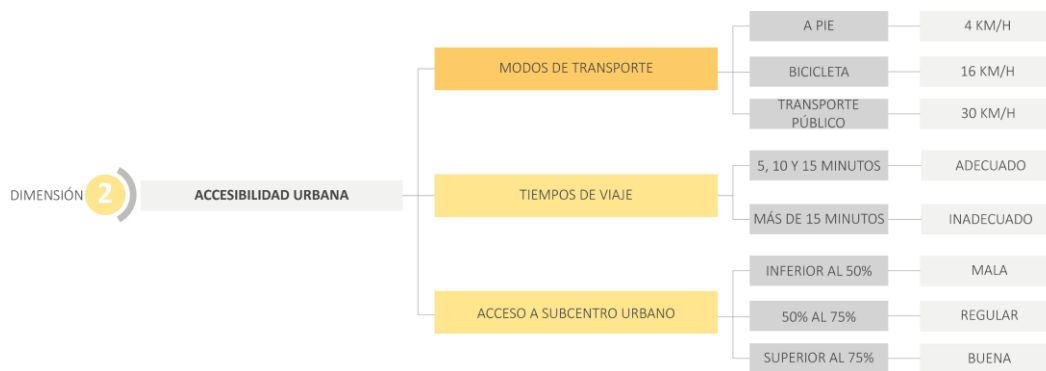 DIMENSIÓN 2
ACCESIBILIDAD URBANA
MODOS DE TRANSPORTE
A PIE
4 KM/H
BICICLETA
16 KM/H
TRANSPORTE
PÚBLICO
30 KM/H
TIEMPOS DE VIAJE
5, 10 Y 15 MINUTOS
ADECUADO
MÁS DE 15 MINUTOS
INADECUADO
ACCESO A SUBCENTRO URBANO
INFERIOR AL 50%
MALA
50% AL 75%
REGULAR
SUPERIOR AL 75%
BUENA